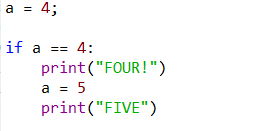 a = 4;
if a == 4:
    print("FOUR!")
    a = 5
    print("FIVE")